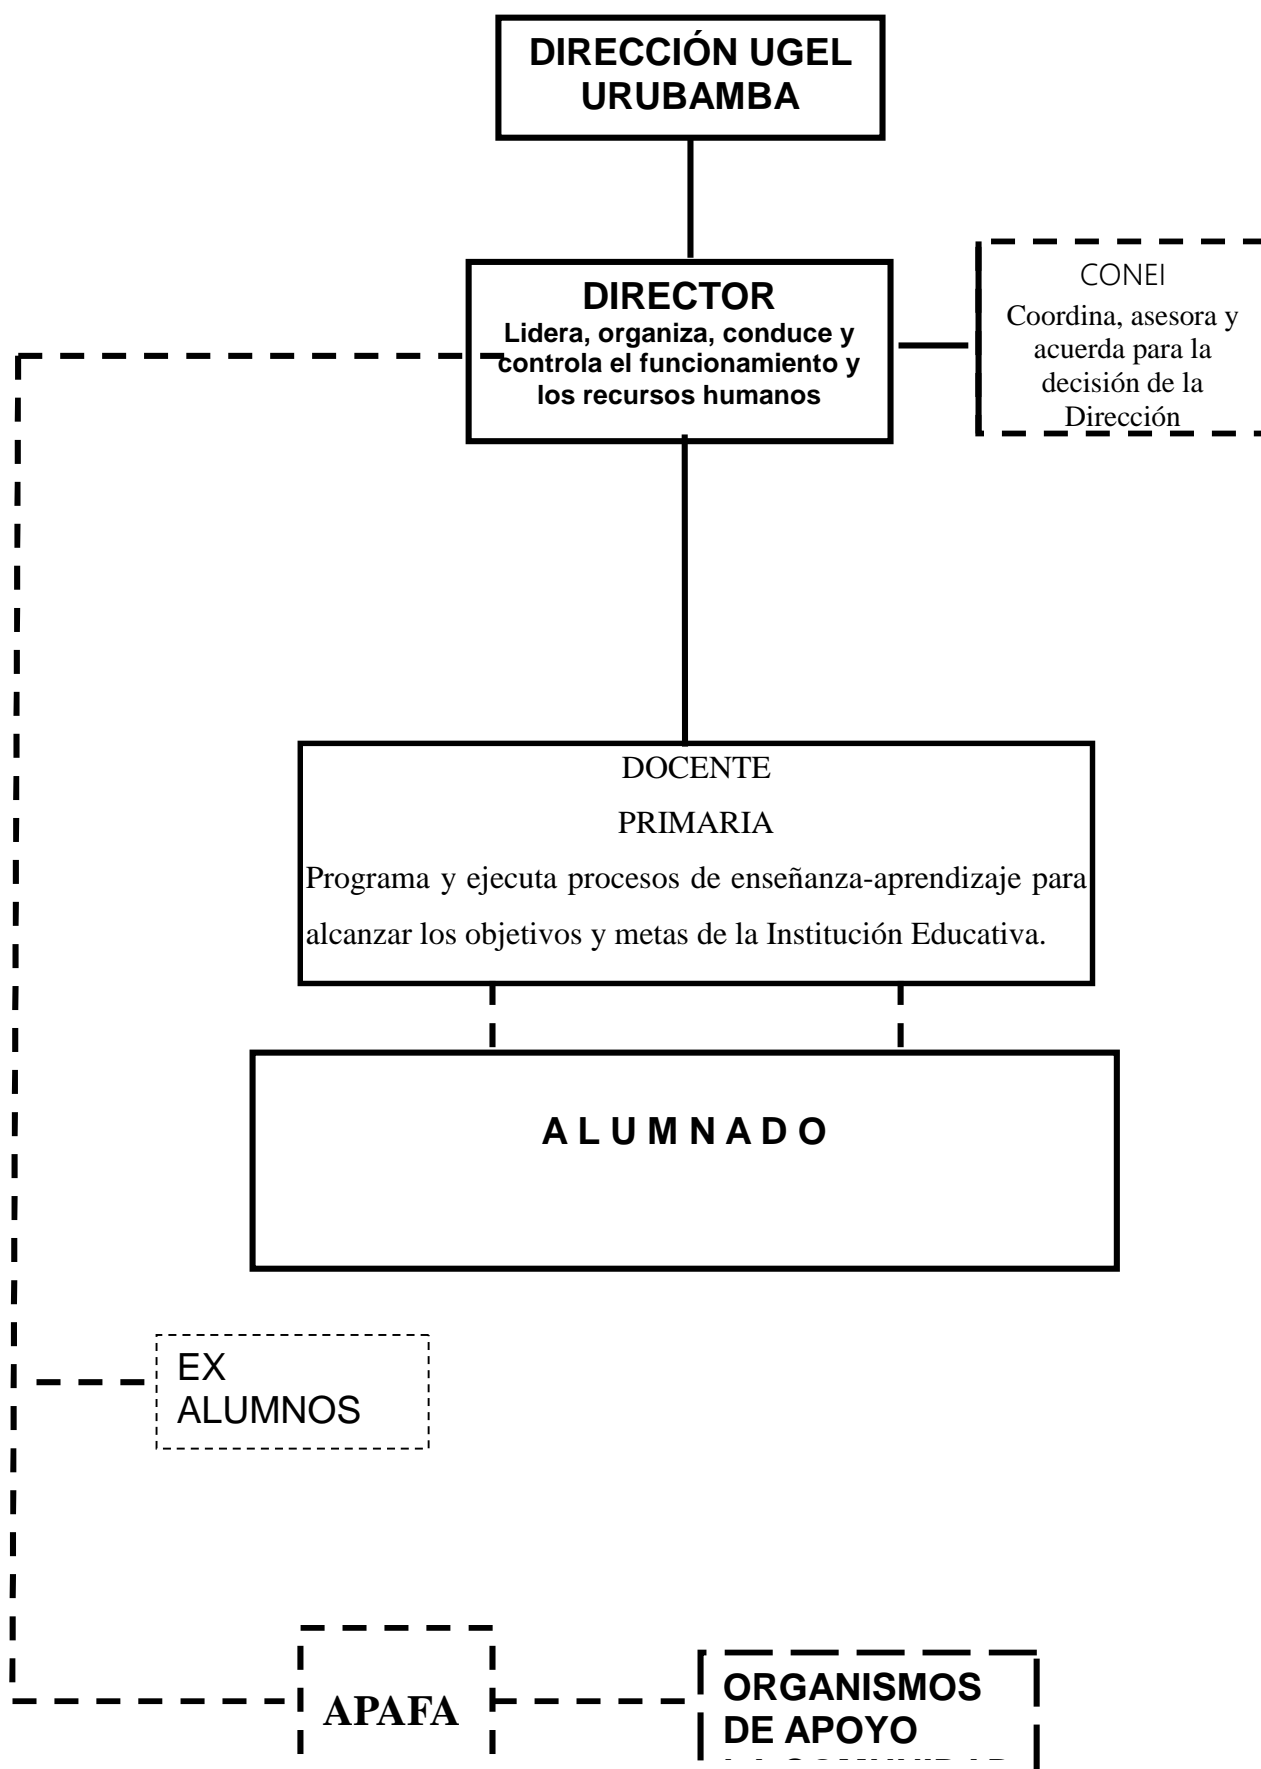 DIRECCIÓN UGEL
URUBAMBA
DIRECTOR
Lidera, organiza, conduce y
controla el funcionamiento y
los recursos humanos
CONEI
Coordina, asesora y
acuerda para la
decisión de la
Dirección
DOCENTE
PRIMARIA
Programa y ejecuta procesos de enseñanza-aprendizaje para
alcanzar los objetivos y metas de la Institución Educativa.
A L U M N A D O
EX
ALUMNOS
APAFA
ORGANISMOS
DE APOYO